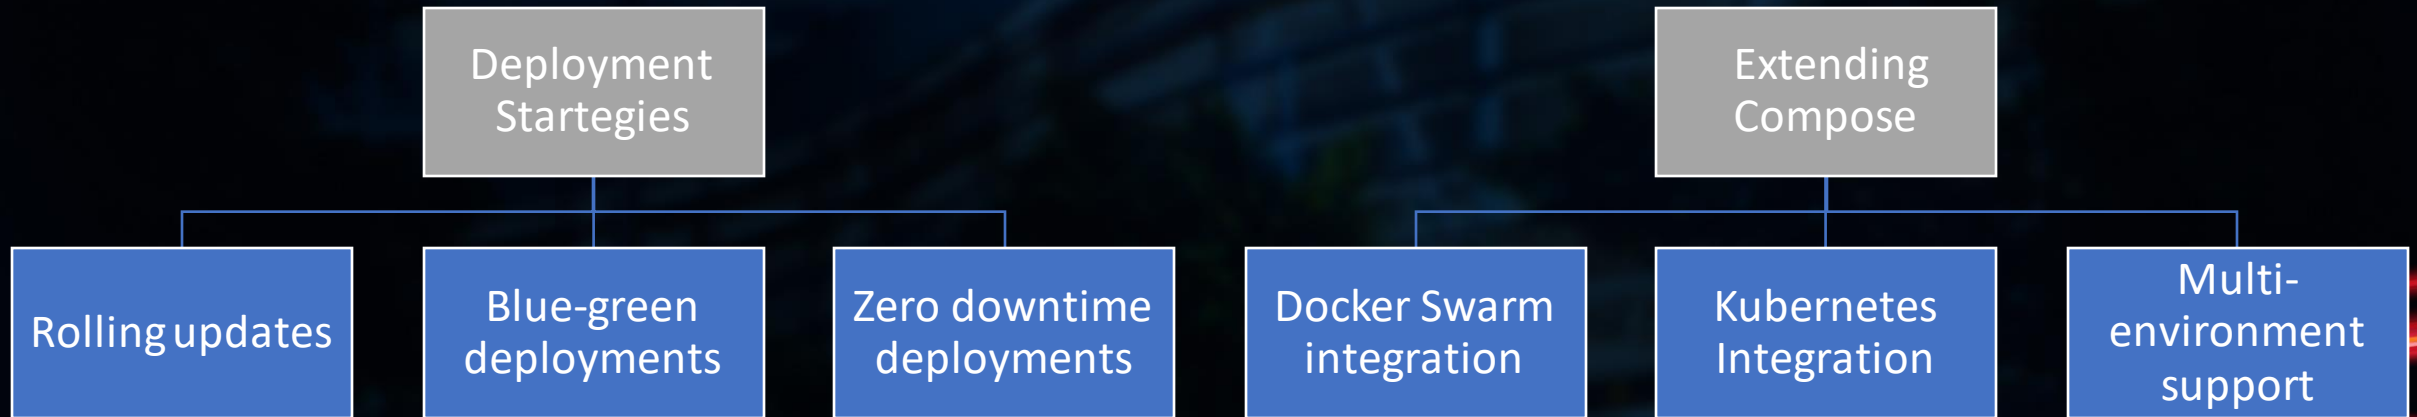 Deployment
Startegies
Extending
Compose
Rolling updates
Blue-green
deployments
Zero downtime
deployments
Docker Swarm
integration
Kubernetes
Integration
Multi-
environment
support